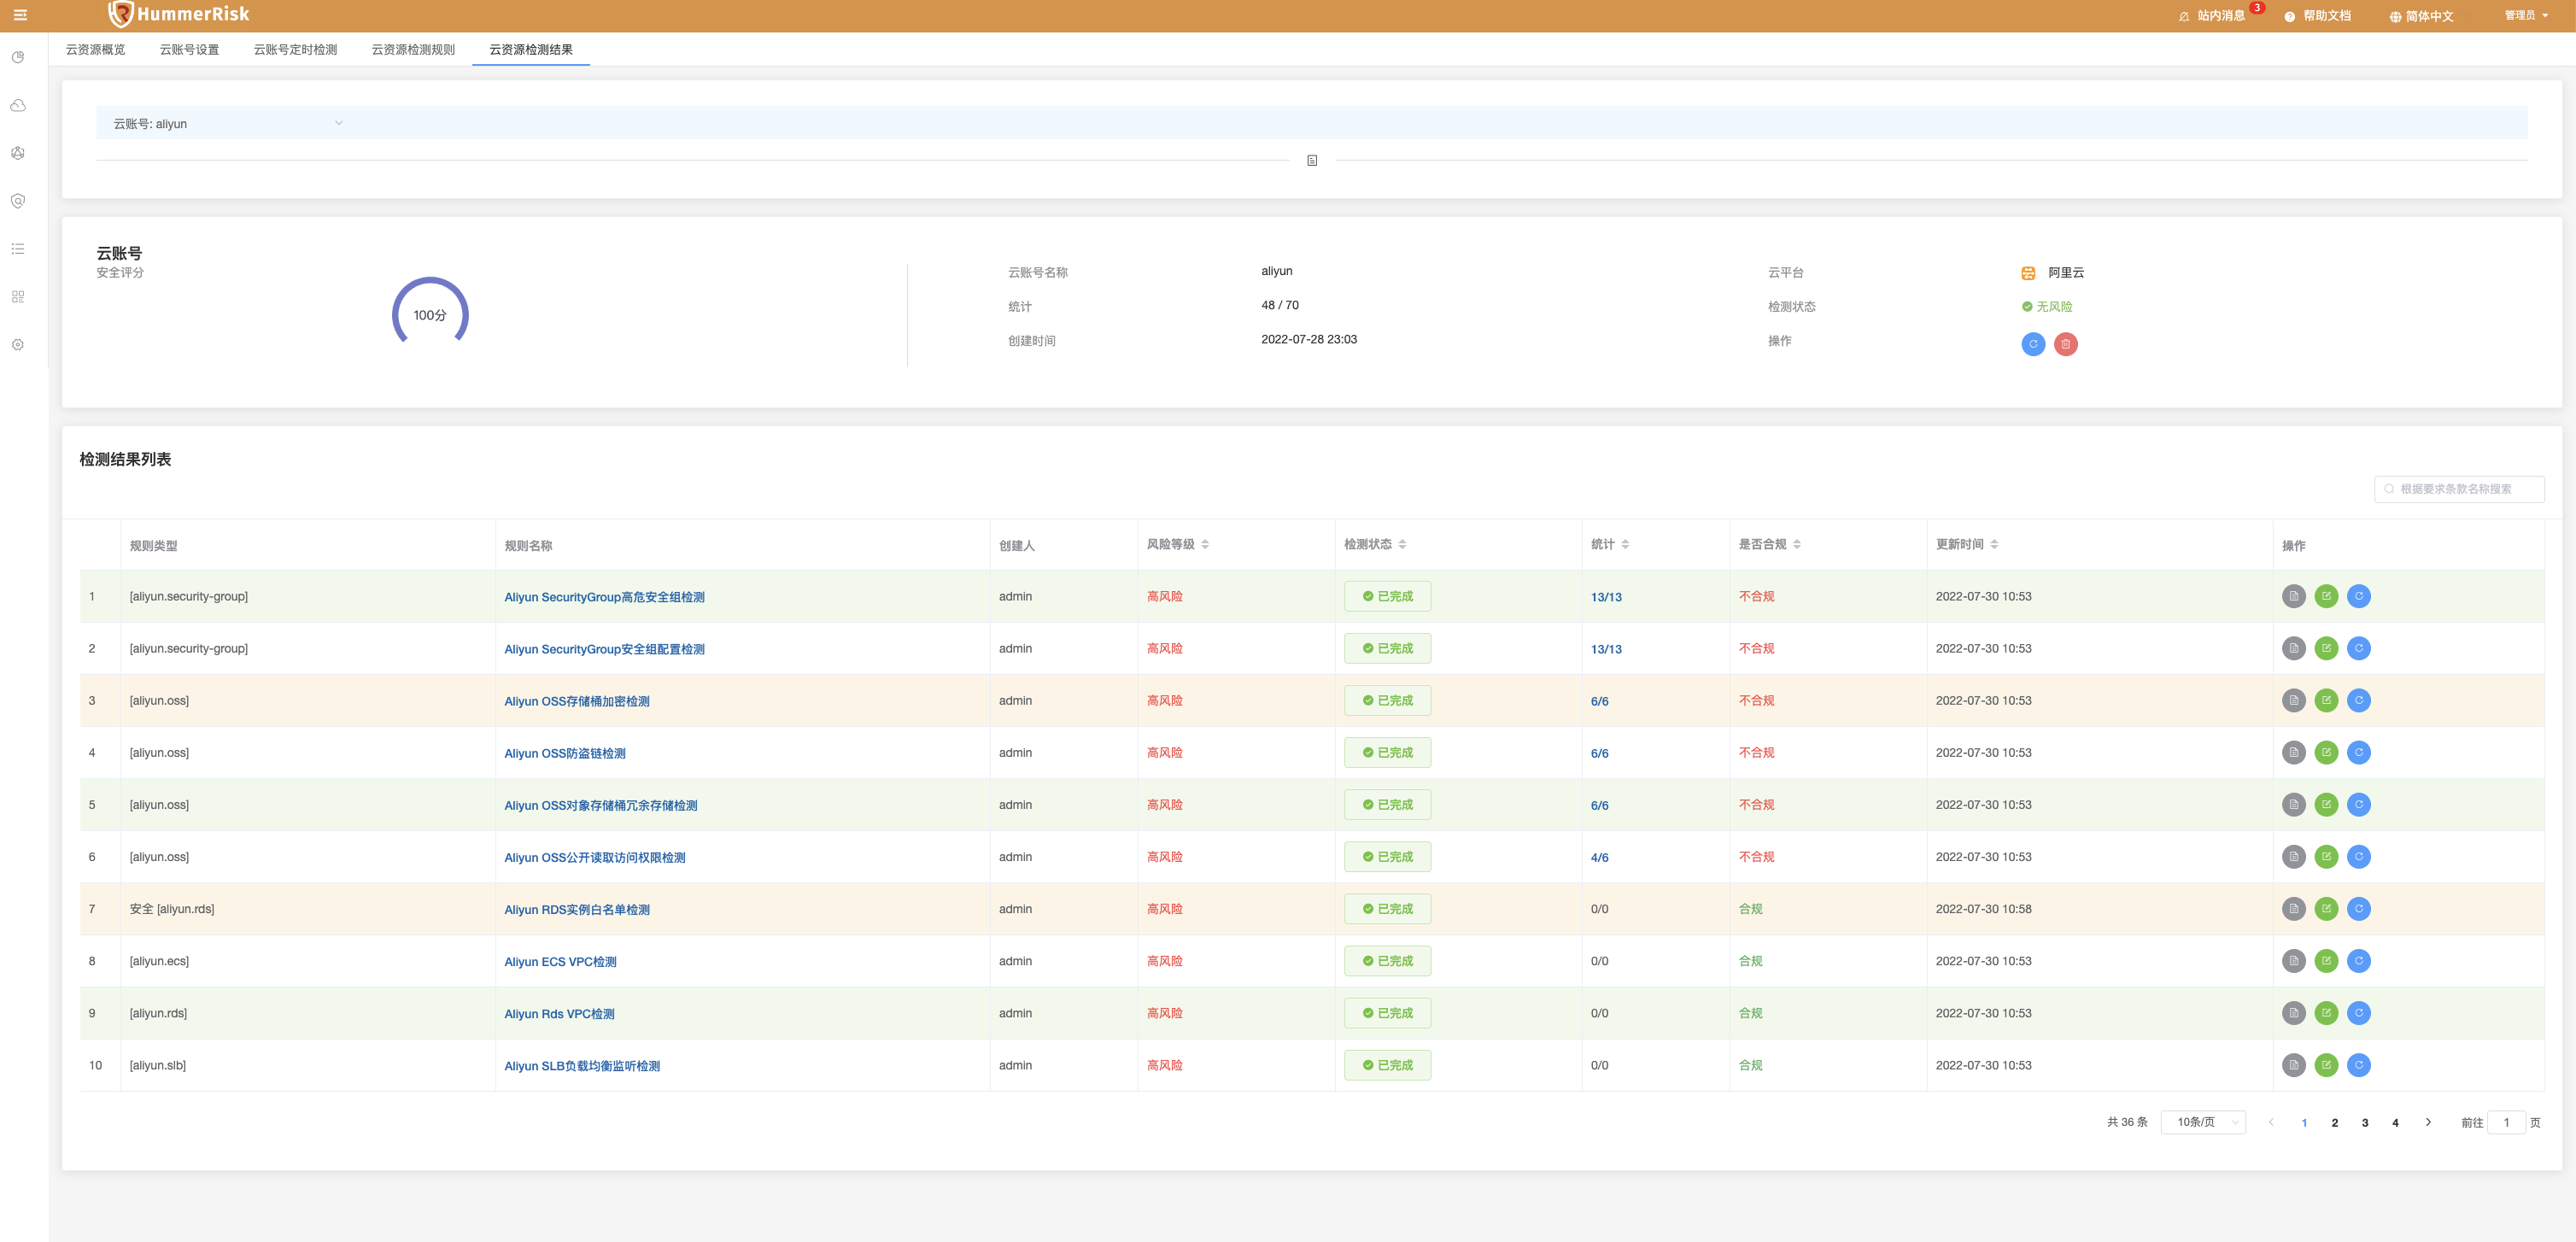 HummerRisk 站内消息 3 帮助文档 简体中文 管理员
云资源概览 云账号设置 云账号定时检测 云资源检测规则 云资源检测结果
云账号: aliyun
云账号
安全评分
100分
云账号名称 aliyun 云平台 阿里云
统计 48 / 70 检测状态 无风险
创建时间 2022-07-28 23:03 操作
检测结果列表
根据要求条款名称搜索
规则类型 规则名称 创建人 风险等级 检测状态 统计 是否合规 更新时间 操作
1 [aliyun.security-group] Aliyun SecurityGroup高危安全组检测 admin 高风险 已完成 13/13 不合规 2022-07-30 10:53
2 [aliyun.security-group] Aliyun SecurityGroup安全组配置检测 admin 高风险 已完成 13/13 不合规 2022-07-30 10:53
3 [aliyun.oss] Aliyun OSS存储桶加密检测 admin 高风险 已完成 6/6 不合规 2022-07-30 10:53
4 [aliyun.oss] Aliyun OSS防盗链检测 admin 高风险 已完成 6/6 不合规 2022-07-30 10:53
5 [aliyun.oss] Aliyun OSS对象存储桶冗余存储检测 admin 高风险 已完成 6/6 不合规 2022-07-30 10:53
6 [aliyun.oss] Aliyun OSS公开读取访问权限检测 admin 高风险 已完成 4/6 不合规 2022-07-30 10:53
7 安全 [aliyun.rds] Aliyun RDS实例白名单检测 admin 高风险 已完成 0/0 合规 2022-07-30 10:58
8 [aliyun.ecs] Aliyun ECS VPC检测 admin 高风险 已完成 0/0 合规 2022-07-30 10:53
9 [aliyun.rds] Aliyun Rds VPC检测 admin 高风险 已完成 0/0 合规 2022-07-30 10:53
10 [aliyun.slb] Aliyun SLB负载均衡监听检测 admin 高风险 已完成 0/0 合规 2022-07-30 10:53
共 36 条 10条/页 1 2 3 4 前往 1 页